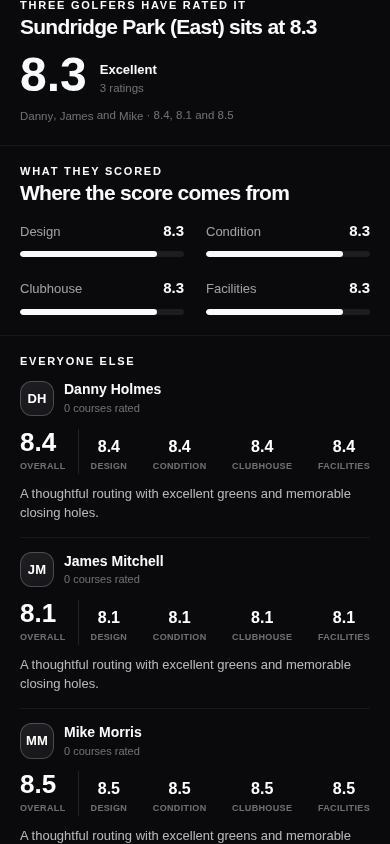 THREE GOLFERS HAVE RATED IT
Sundridge Park (East) sits at 8.3
8.3
Excellent
3 ratings
Danny, James and Mike · 8.4, 8.1 and 8.5
WHAT THEY SCORED
Where the score comes from
Design 8.3 Condition 8.3
Clubhouse 8.3 Facilities 8.3
EVERYONE ELSE
DH
Danny Holmes
0 courses rated
8.4 8.4 8.4 8.4 8.4
OVERALL DESIGN CONDITION CLUBHOUSE FACILITIES
A thoughtful routing with excellent greens and memorable
closing holes.
JM
James Mitchell
0 courses rated
8.1 8.1 8.1 8.1 8.1
OVERALL DESIGN CONDITION CLUBHOUSE FACILITIES
A thoughtful routing with excellent greens and memorable
closing holes.
MM
Mike Morris
0 courses rated
8.5 8.5 8.5 8.5 8.5
OVERALL DESIGN CONDITION CLUBHOUSE FACILITIES
A thoughtful routing with excellent greens and memorable